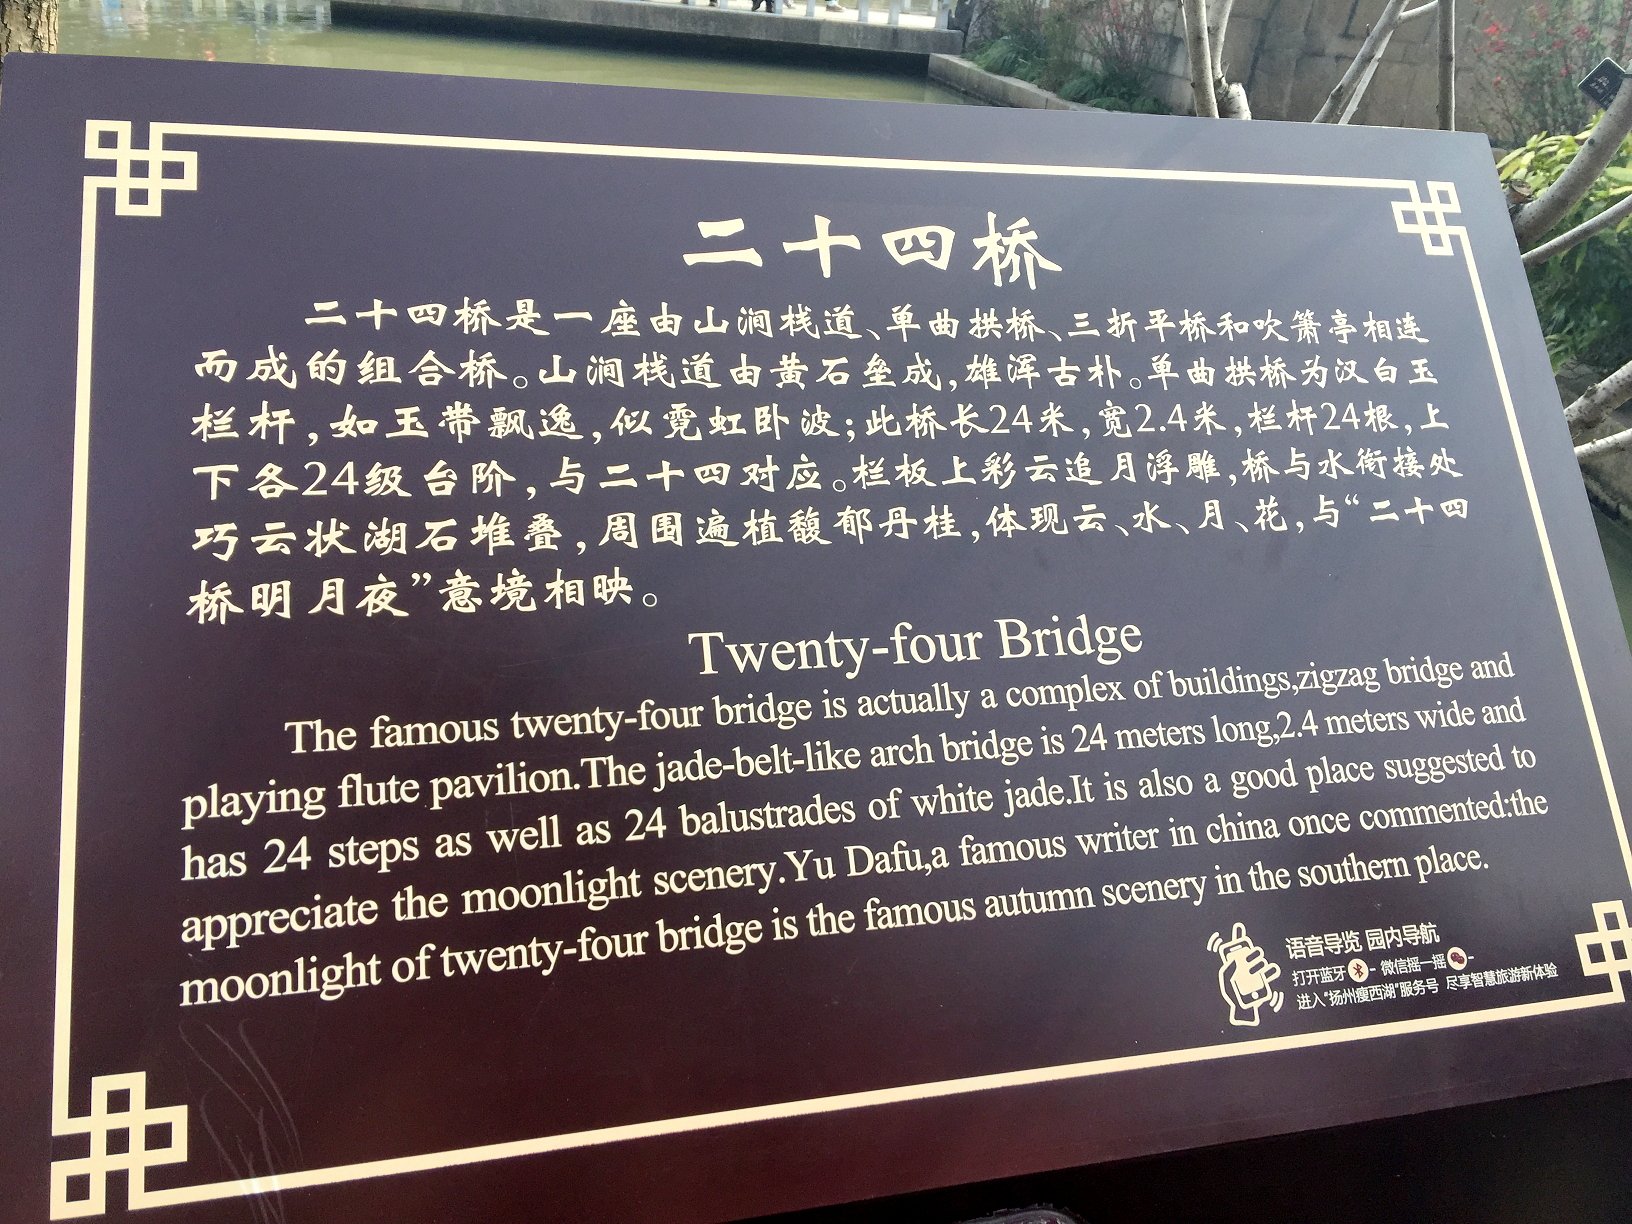 二十四桥
二十四桥是一座由山涧栈道、单曲拱桥、三折平桥和吹箫亭相连
而成的组合桥。山涧栈道由黄石垒成,雄浑古朴。单曲拱桥为汉白玉
栏杆,如玉带飘逸,似霓虹卧波;此桥长24米,宽2.4米,栏杆24根,上
下各24级台阶,与二十四对应。栏板上彩云追月浮雕,桥与水衔接处
巧云状湖石堆叠,周围遍植馥郁丹桂,体现云、水、月、花,与“二十四
桥明月夜”意境相映。
Twenty-four Bridge
The famous twenty-four bridge is actually a complex of buildings,zigzag bridge and
playing flute pavilion.The jade-belt-like arch bridge is 24 meters long,2.4 meters wide and
has 24 steps as well as 24 balustrades of white jade.It is also a good place suggested to
appreciate the moonlight scenery.Yu Dafu,a famous writer in china once commented:the
moonlight of twenty-four bridge is the famous autumn scenery in the southern place.
语音导览 园内导航
打开蓝牙- 微信摇一摇-
进入“扬州瘦西湖”服务号 尽享智慧旅游新体验